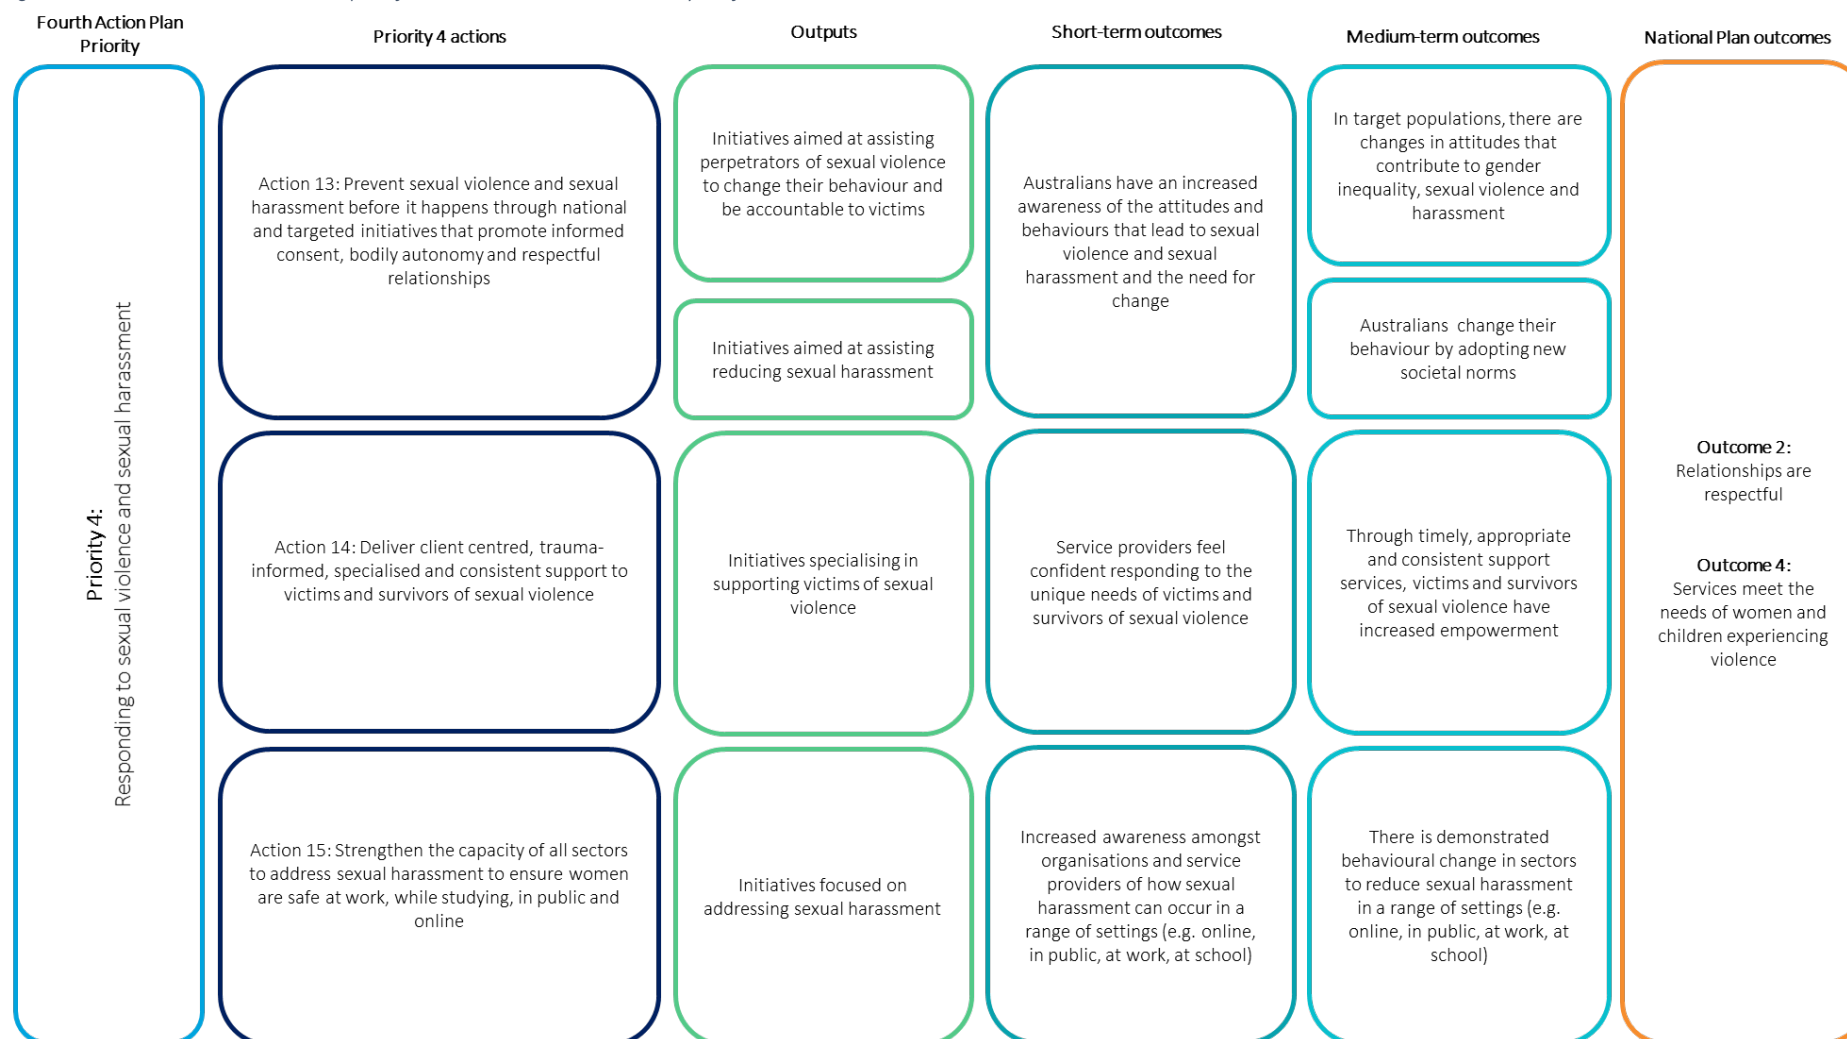 Fourth Action Plan
Priority
Priority 4 actions
Outputs
Short-term outcomes
Medium-term outcomes
National Plan outcomes
Priority 4:
Responding to sexual violence and sexual harassment
Action 13: Prevent sexual violence and sexual
harassment before it happens through national
and targeted initiatives that promote informed
consent, bodily autonomy and respectful
relationships
Initiatives aimed at assisting
perpetrators of sexual violence
to change their behaviour and
be accountable to victims
Initiatives aimed at assisting
reducing sexual harassment
Australians have an increased
awareness of the attitudes and
behaviours that lead to sexual
violence and sexual
harassment and the need for
change
In target populations, there are
changes in attitudes that
contribute to gender
inequality, sexual violence and
harassment
Australians change their
behaviour by adopting new
societal norms
Action 14: Deliver client centred, trauma-
informed, specialised and consistent support to
victims and survivors of sexual violence
Initiatives specialising in
supporting victims of sexual
violence
Service providers feel
confident responding to the
unique needs of victims and
survivors of sexual violence
Through timely, appropriate
and consistent support
services, victims and survivors
of sexual violence have
increased empowerment
Action 15: Strengthen the capacity of all sectors
to address sexual harassment to ensure women
are safe at work, while studying, in public and
online
Initiatives focused on
addressing sexual harassment
Increased awareness amongst
organisations and service
providers of how sexual
harassment can occur in a
range of settings (e.g. online,
in public, at work, at school)
There is demonstrated
behavioural change in sectors
to reduce sexual harassment
in a range of settings (e.g.
online, in public, at work, at
school)
Outcome 2:
Relationships are
respectful
Outcome 4:
Services meet the
needs of women and
children experiencing
violence